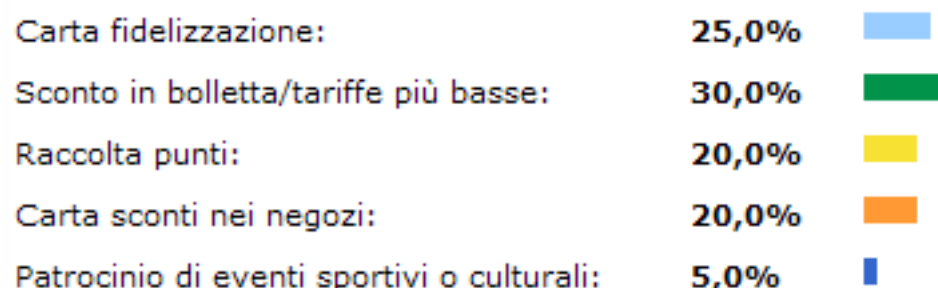 Carta fidelizzazione: 25,0%
Sconto in bolletta/tariffe più basse: 30,0%
Raccolta punti: 20,0%
Carta sconti nei negozi: 20,0%
Patrocinio di eventi sportivi o culturali: 5,0%